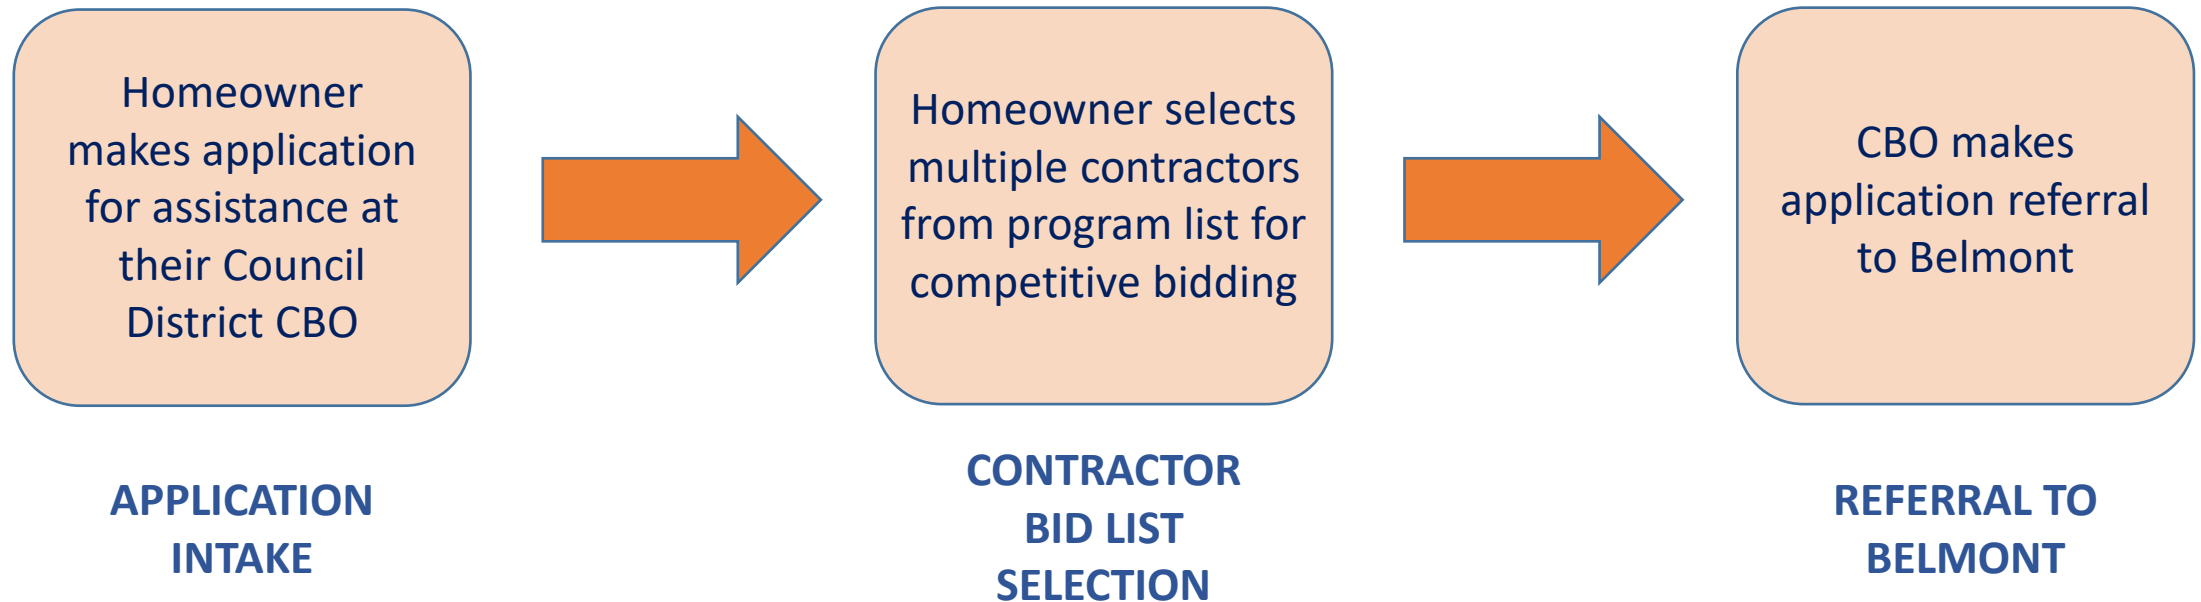 Homeowner
makes application
for assistance at
their Council
District CBO
APPLICATION
INTAKE
Homeowner selects
multiple contractors
from program list for
competitive bidding
CONTRACTOR
BID LIST
SELECTION
CBO makes
application referral
to Belmont
REFERRAL TO
BELMONT